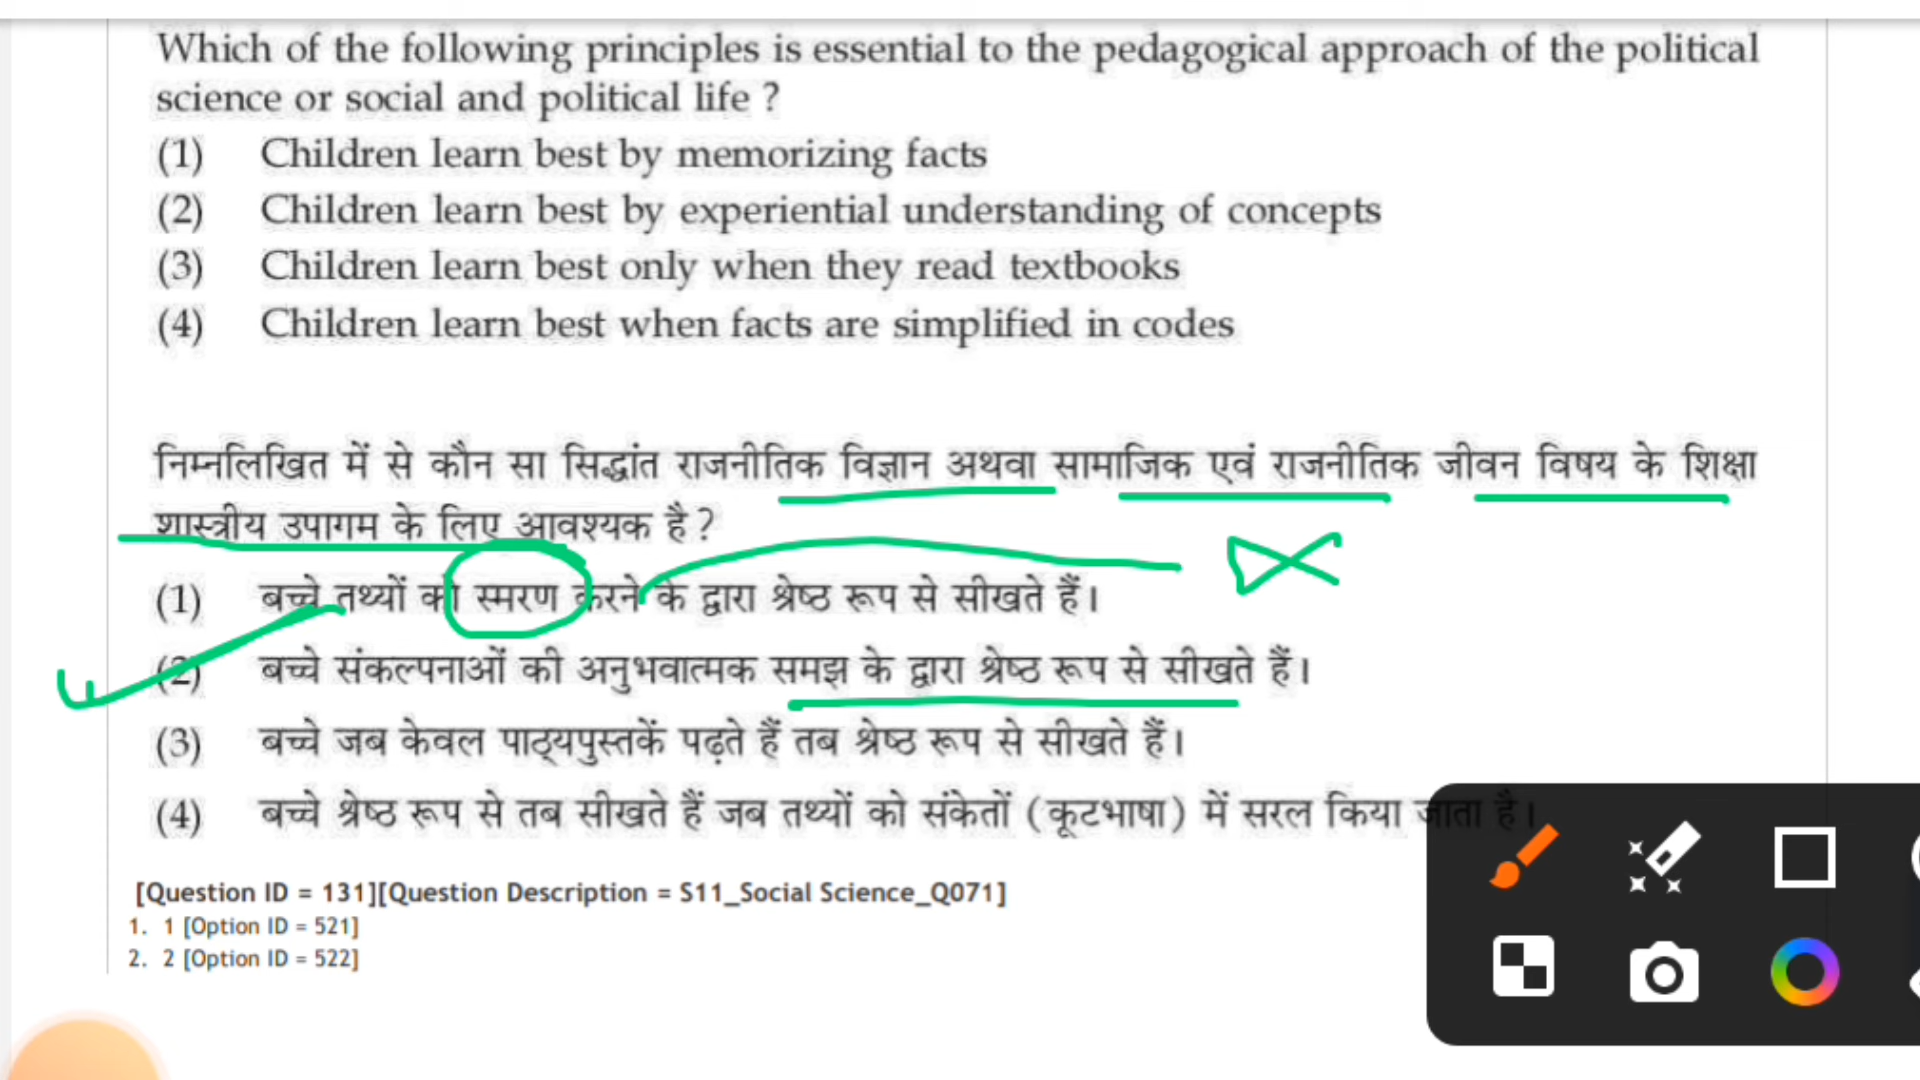 Which of the following principles is essential to the pedagogical approach of the political
science or social and political life ?
(1) Children learn best by memorizing facts
(2) Children learn best by experiential understanding of concepts
(3) Children learn best only when they read textbooks
(4) Children learn best when facts are simplified in codes
निम्नलिखित में से कौन सा सिद्धांत राजनीतिक विज्ञान अथवा सामाजिक एवं राजनीतिक जीवन विषय के शिक्षा
शास्त्रीय उपागम के लिए आवश्यक है ?
(1) बच्चे तथ्यों को स्मरण करने के द्वारा श्रेष्ठ रूप से सीखते हैं।
(2) बच्चे संकल्पनाओं की अनुभवात्मक समझ के द्वारा श्रेष्ठ रूप से सीखते हैं।
(3) बच्चे जब केवल पाठ्यपुस्तकें पढ़ते हैं तब श्रेष्ठ रूप से सीखते हैं।
(4) बच्चे श्रेष्ठ रूप से तब सीखते हैं जब तथ्यों को संकेतों (कूटभाषा) में सरल किया जाता है।
[Question ID = 131][Question Description = S11_Social Science_Q071]
1. 1 [Option ID = 521]
2. 2 [Option ID = 522]